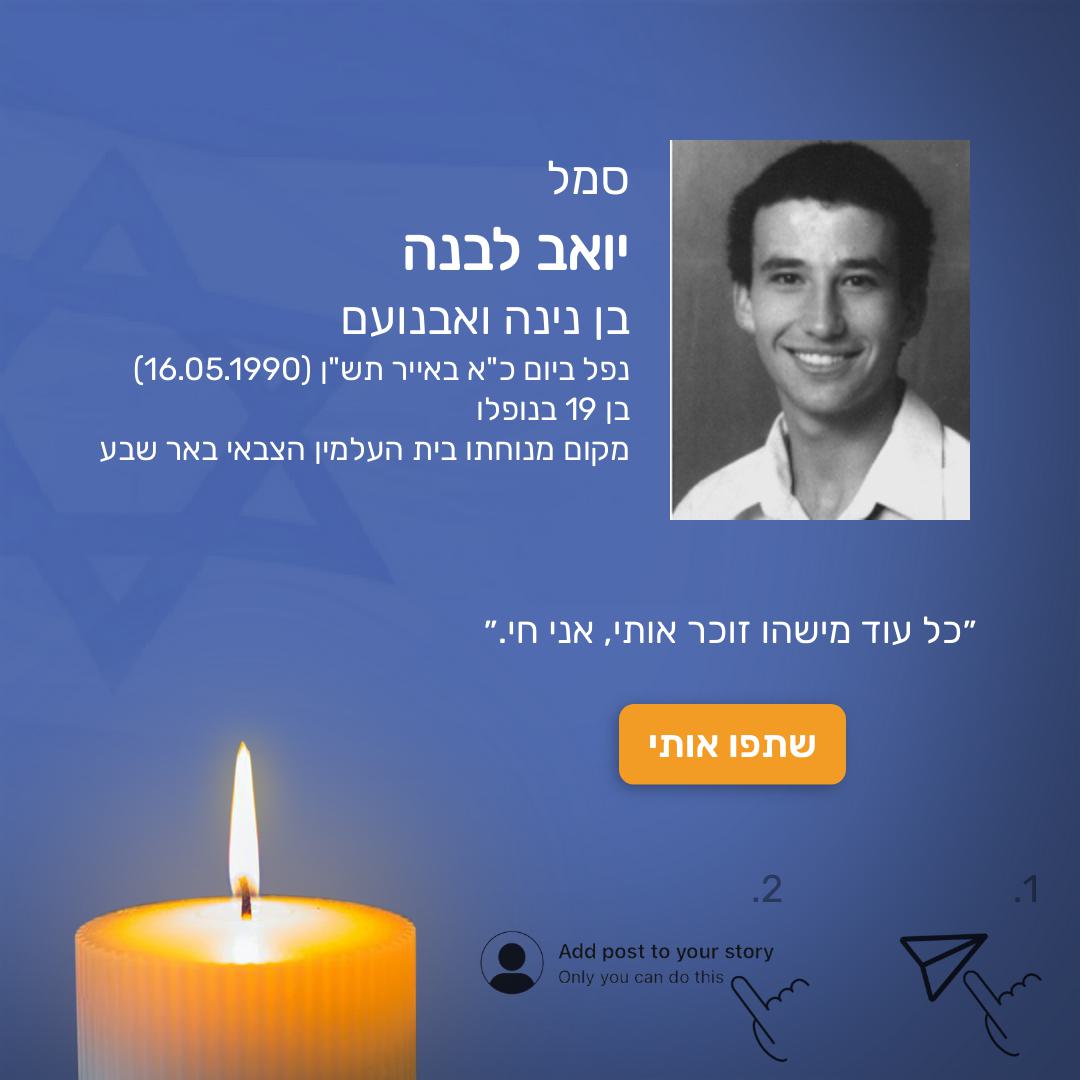 סמל
יואב לבנה
בן נינה ואבנועם
נפל ביום כ"א באייר תש"ן (16.05.1990)
בן 19 בנופלו
מקום מנוחתו בית העלמין הצבאי באר שבע
״כל עוד מישהו זוכר אותי, אני חי.״
שתפו אותי
1.
2.
Add post to your story
Only you can do this